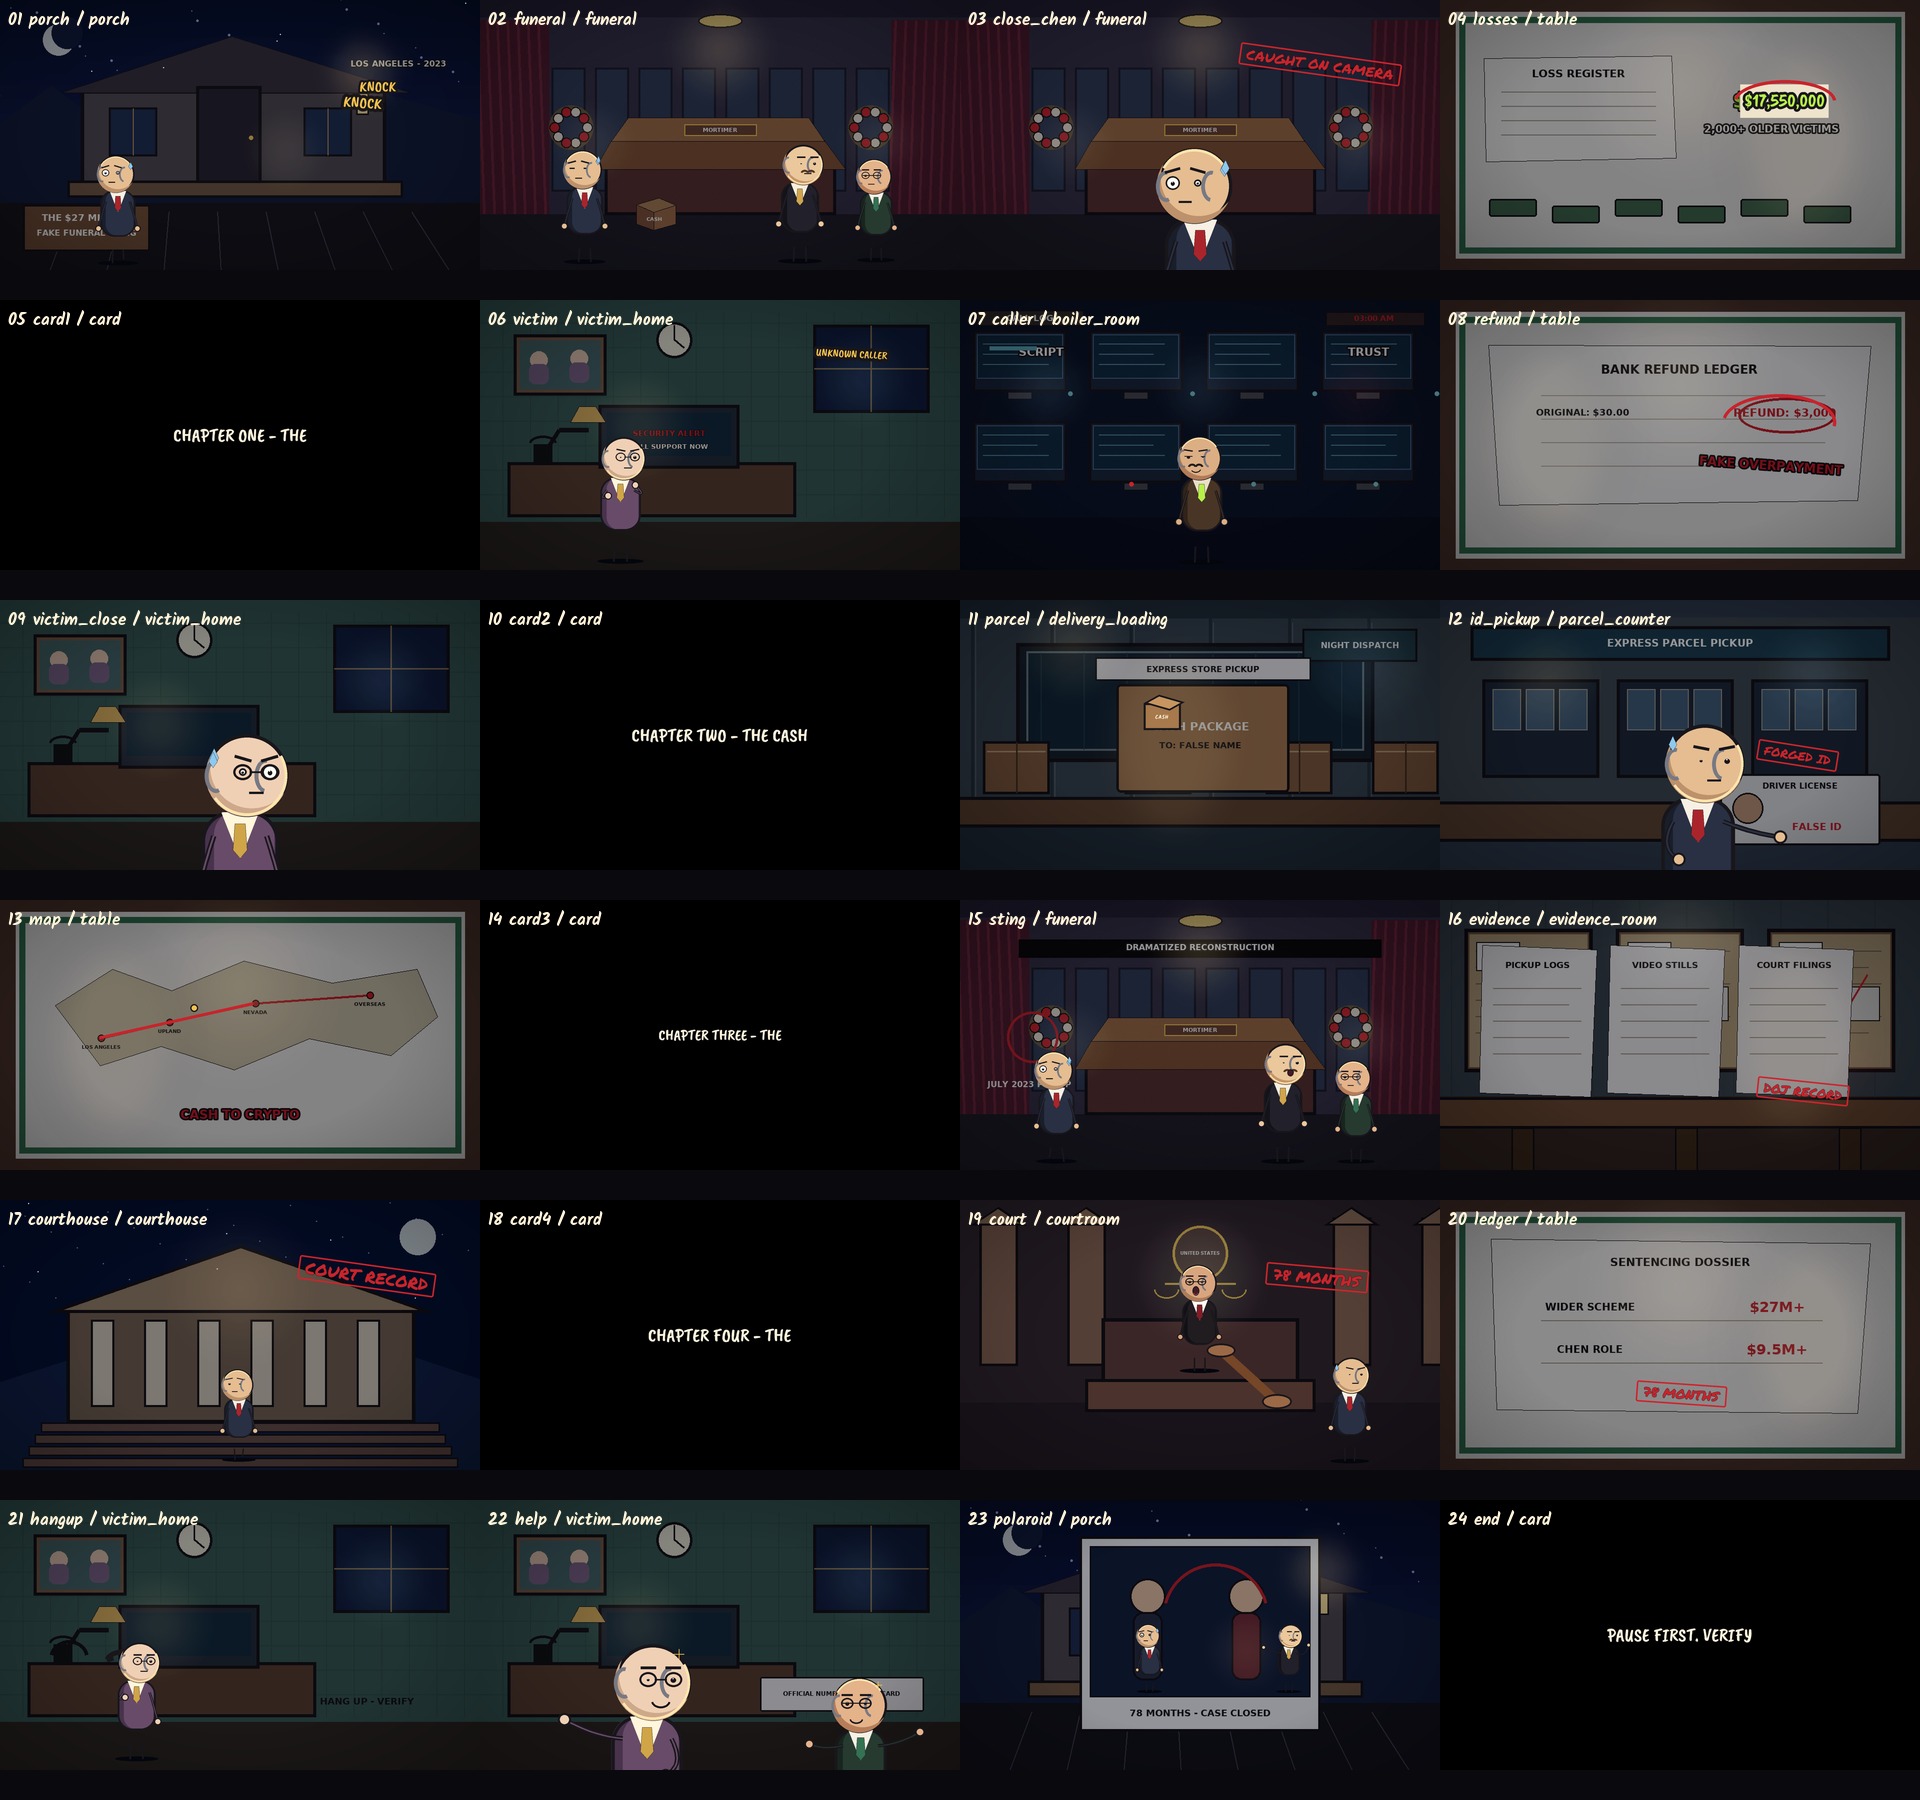 01 porch / porch
LOS ANGELES - 2023
KNOCK
KNOCK
THE $27 MI
FAKE FUNERAL
02 funeral / funeral
MORTIMER
CASH
03 close_chen / funeral
CAUGHT ON CAMERA
MORTIMER
04 losses / table
LOSS REGISTER
$17,550,000
2,000+ OLDER VICTIMS
05 card1 / card
CHAPTER ONE - THE
06 victim / victim_home
UNKNOWN CALLER
SECURITY ALERT
L SUPPORT NOW
07 caller / boiler_room
03:00 AM
SCRIPT
TRUST
08 refund / table
BANK REFUND LEDGER
ORIGINAL: $30.00
REFUND: $3,000
FAKE OVERPAYMENT
09 victim_close / victim_home
10 card2 / card
CHAPTER TWO - THE CASH
11 parcel / delivery_loading
NIGHT DISPATCH
EXPRESS STORE PICKUP
CASH
H PACKAGE
TO: FALSE NAME
12 id_pickup / parcel_counter
EXPRESS PARCEL PICKUP
FORGED ID
DRIVER LICENSE
FALSE ID
13 map / table
OVERSEAS
NEVADA
UPLAND
LOS ANGELES
CASH TO CRYPTO
14 card3 / card
CHAPTER THREE - THE
15 sting / funeral
DRAMATIZED RECONSTRUCTION
MORTIMER
JULY 2023
16 evidence / evidence_room
PICKUP LOGS
VIDEO STILLS
COURT FILINGS
DOJ RECORD
17 courthouse / courthouse
COURT RECORD
18 card4 / card
CHAPTER FOUR - THE
19 court / courtroom
UNITED STATES
78 MONTHS
20 ledger / table
SENTENCING DOSSIER
WIDER SCHEME
$27M+
CHEN ROLE
$9.5M+
78 MONTHS
21 hangup / victim_home
HANG UP - VERIFY
22 help / victim_home
OFFICIAL NUM
ARD
23 polaroid / porch
78 MONTHS - CASE CLOSED
24 end / card
PAUSE FIRST. VERIFY